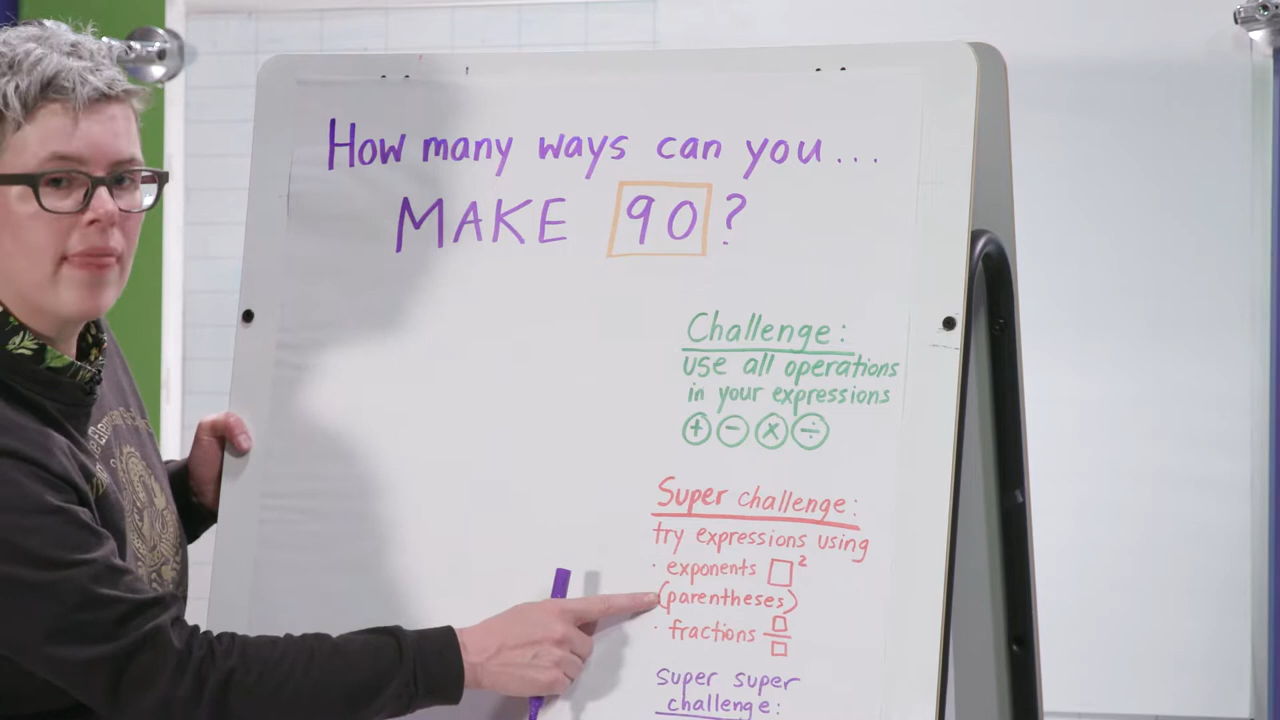 How many ways can you...
MAKE 90?
Challenge:
use all operations
in your expressions
+ - × ÷
Super challenge:
try expressions using
· exponents □²
(parentheses)
· fractions □/□
super super
challenge: